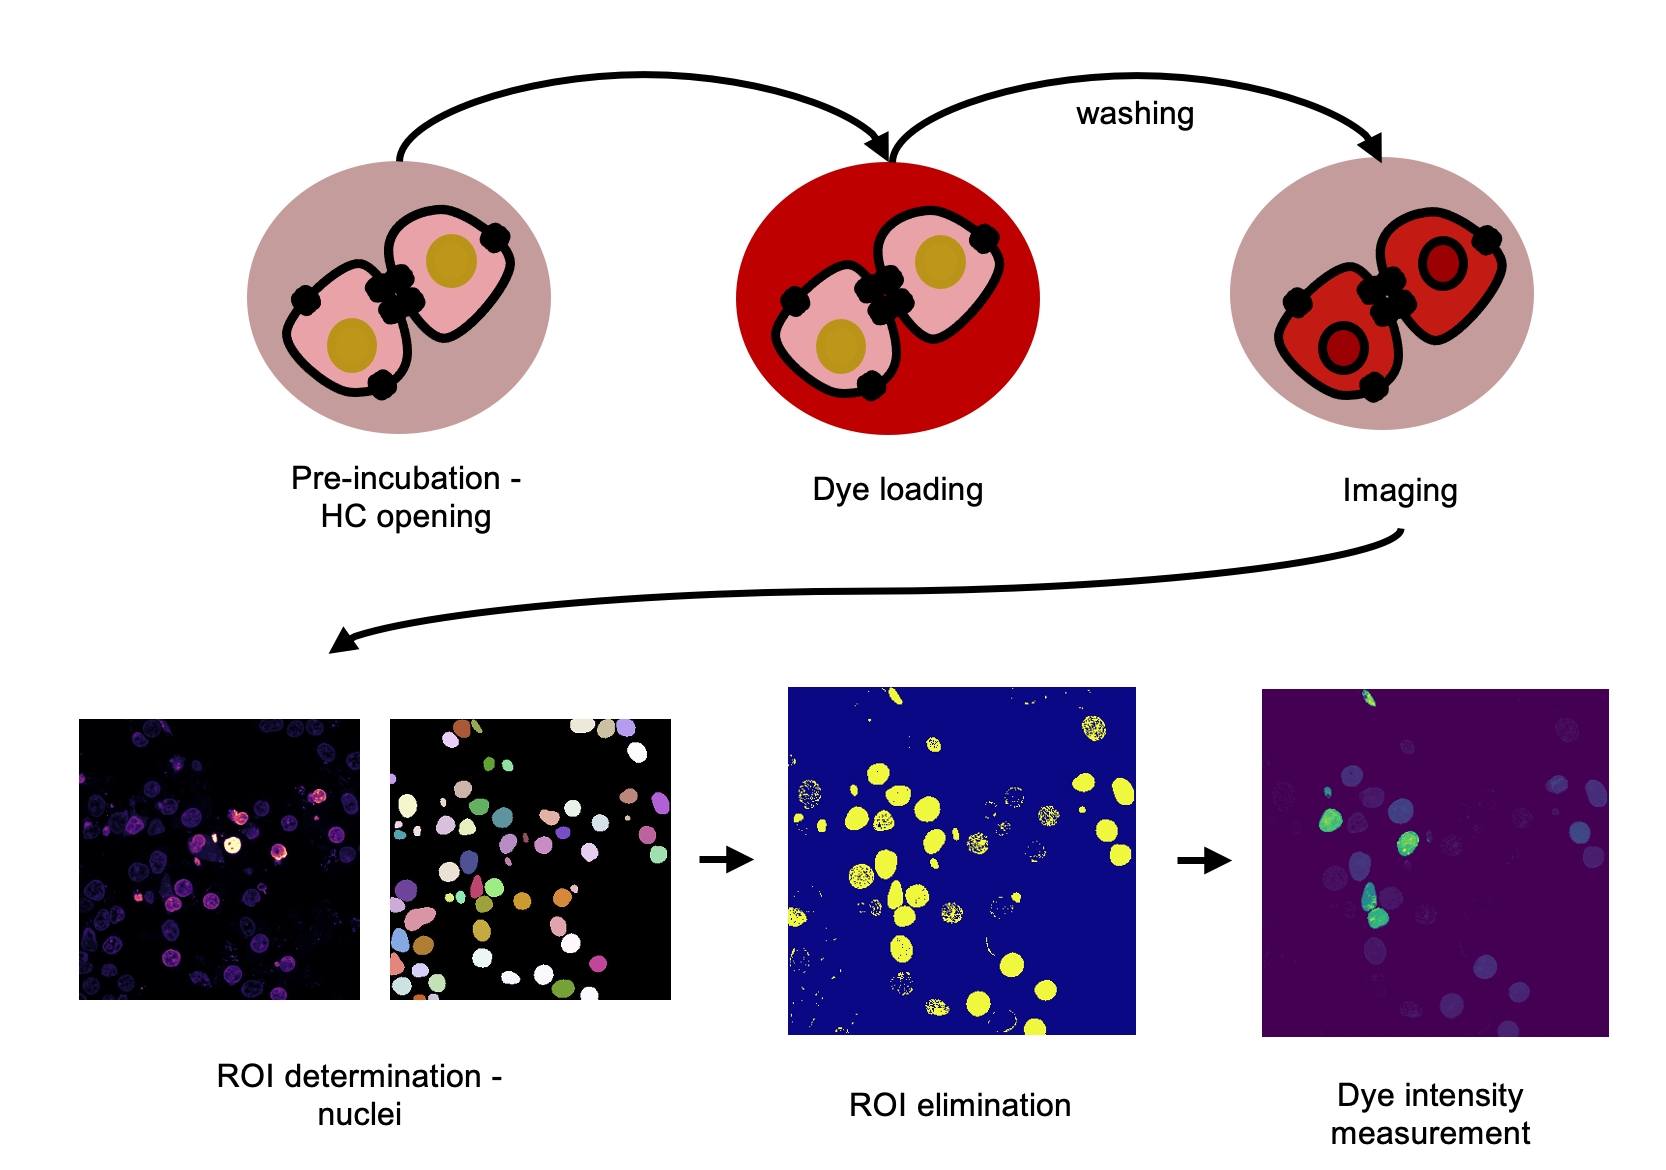 washing
Pre-incubation -
HC opening
Dye loading
Imaging
ROI determination -
nuclei
ROI elimination
Dye intensity
measurement